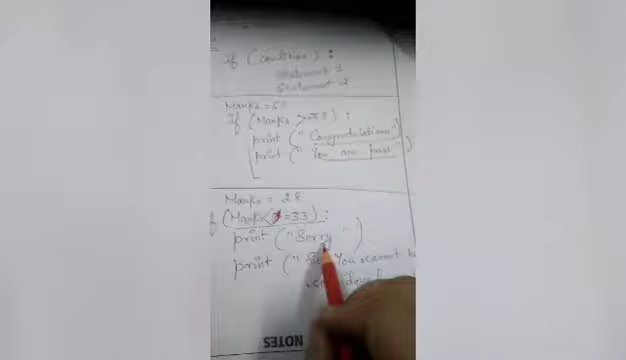 if (condition) :
statement 1
statement 2
Marks = 50
if (Marks > = 33) :
print (" Congratulations")
print (" You are pass" )
Marks = 28
if (Marks < =33) :
print ("Sorry ")
print (" You cannot be
NOTES